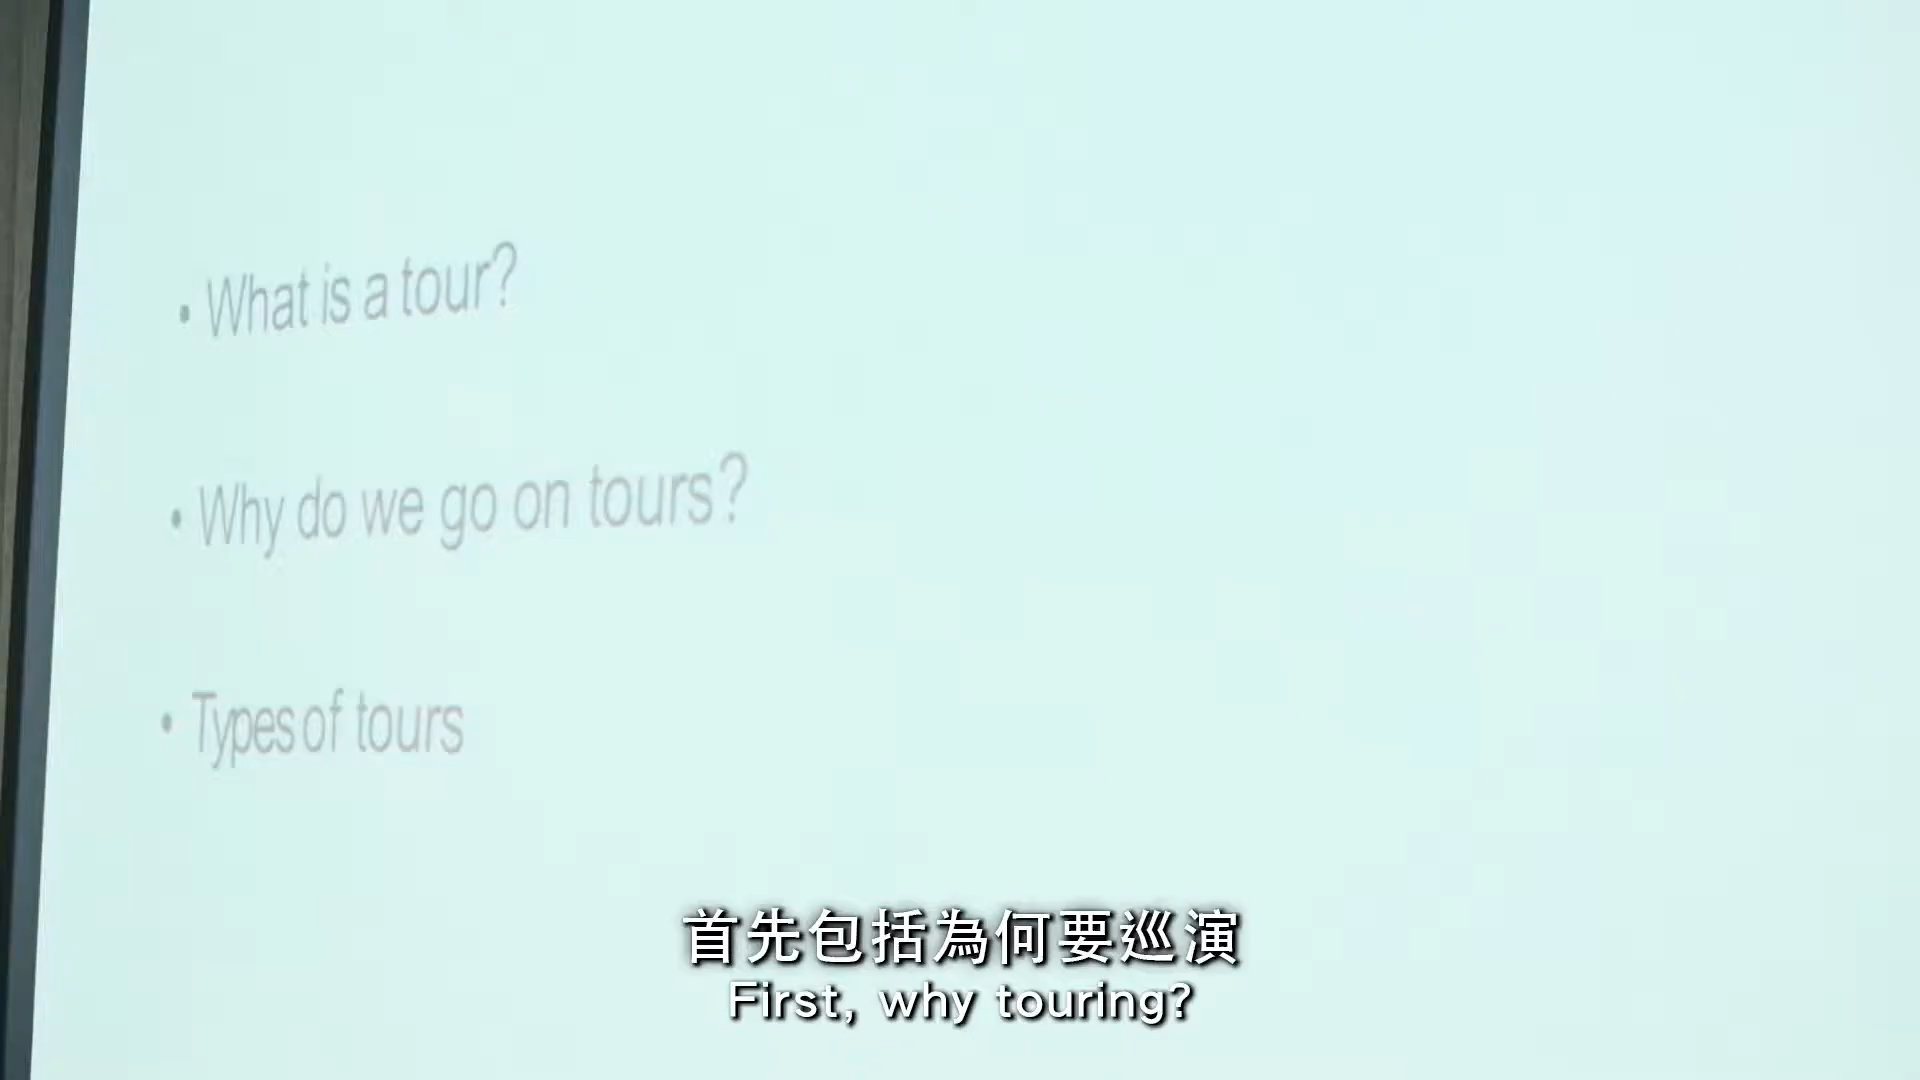 • What is a tour?
• Why do we go on tours?
• Types of tours
首先包括為何要巡演
First, why touring?